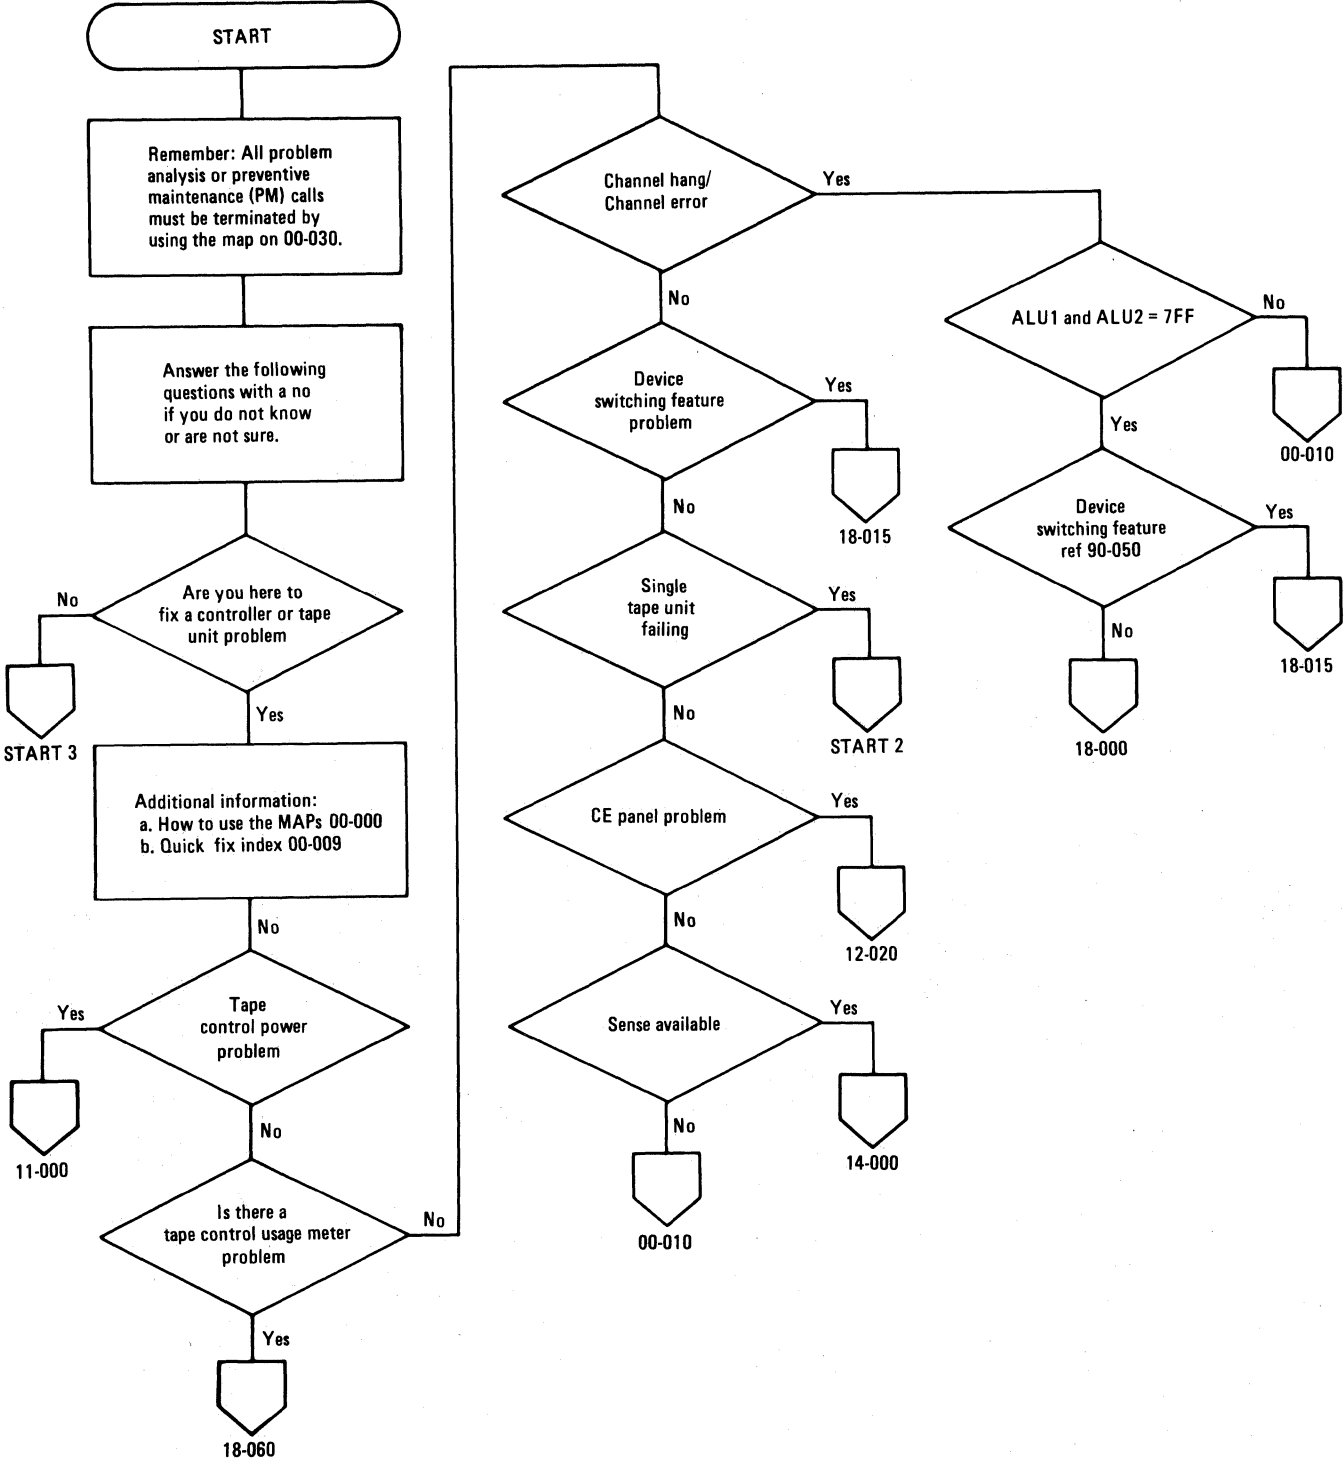 START
Remember: All problem
analysis or preventive
maintenance (PM) calls
must be terminated by
using the map on 00-030.
Answer the following
questions with a no
if you do not know
or are not sure.
Are you here to
fix a controller or tape
unit problem
No
START 3
Yes
Additional information:
a. How to use the MAPs 00-000
b. Quick fix index 00-009
No
Tape
control power
problem
Yes
11-000
No
Is there a
tape control usage meter
problem
No
Yes
18-060
Channel hang/
Channel error
Yes
No
Device
switching feature
problem
Yes
18-015
No
Single
tape unit
failing
Yes
START 2
No
CE panel problem
Yes
12-020
No
Sense available
Yes
14-000
No
00-010
ALU1 and ALU2 = 7FF
No
00-010
Yes
Device
switching feature
ref 90-050
Yes
18-015
No
18-000